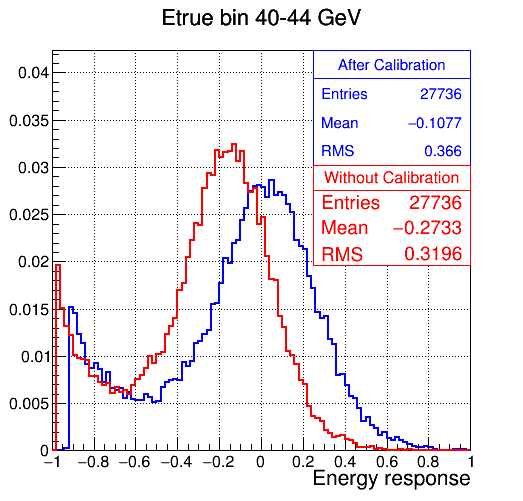 Etrue bin 40-44 GeV
After Calibration
Entries 27736
Mean −0.1077
RMS 0.366
Without Calibration
Entries 27736
Mean −0.2733
RMS 0.3196
0.04
0.035
0.03
0.025
0.02
0.015
0.01
0.005
0
−1 −0.8 −0.6 −0.4 −0.2 0 0.2 0.4 0.6 0.8 1
Energy response